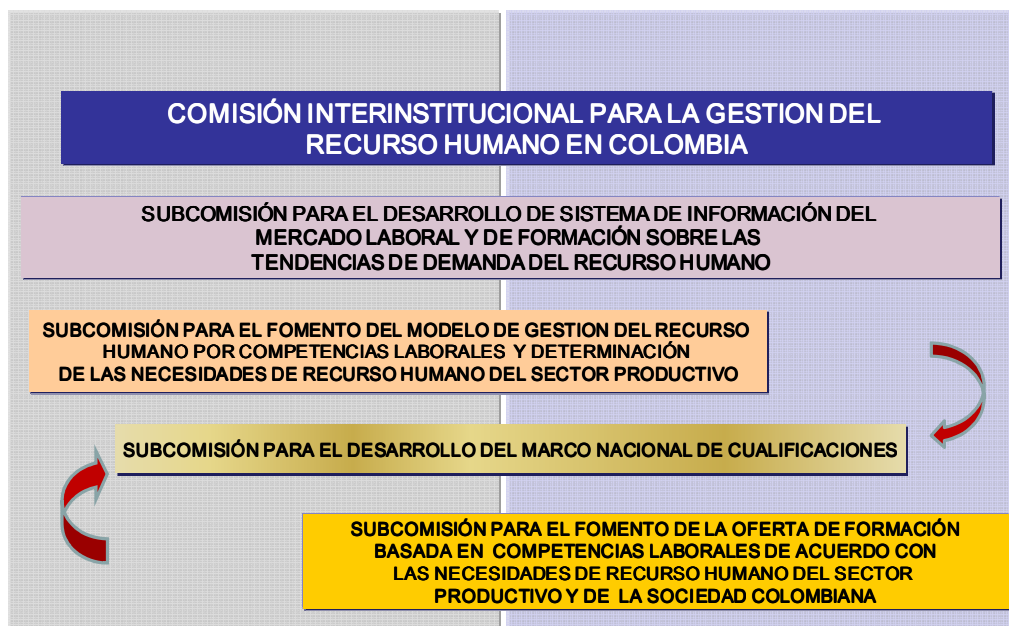 COMISIÓN INTERINSTITUCIONAL PARA LA GESTION DEL
RECURSO HUMANO EN COLOMBIA
SUBCOMISIÓN PARA EL DESARROLLO DE SISTEMA DE INFORMACIÓN DEL
MERCADO LABORAL Y DE FORMACIÓN SOBRE LAS
TENDENCIAS DE DEMANDA DEL RECURSO HUMANO
SUBCOMISIÓN PARA EL FOMENTO DEL MODELO DE GESTION DEL RECURSO
HUMANO POR COMPETENCIAS LABORALES Y DETERMINACIÓN
DE LAS NECESIDADES DE RECURSO HUMANO DEL SECTOR PRODUCTIVO
SUBCOMISIÓN PARA EL DESARROLLO DEL MARCO NACIONAL DE CUALIFICACIONES
SUBCOMISIÓN PARA EL FOMENTO DE LA OFERTA DE FORMACIÓN
BASADA EN COMPETENCIAS LABORALES DE ACUERDO CON
LAS NECESIDADES DE RECURSO HUMANO DEL SECTOR
PRODUCTIVO Y DE LA SOCIEDAD COLOMBIANA